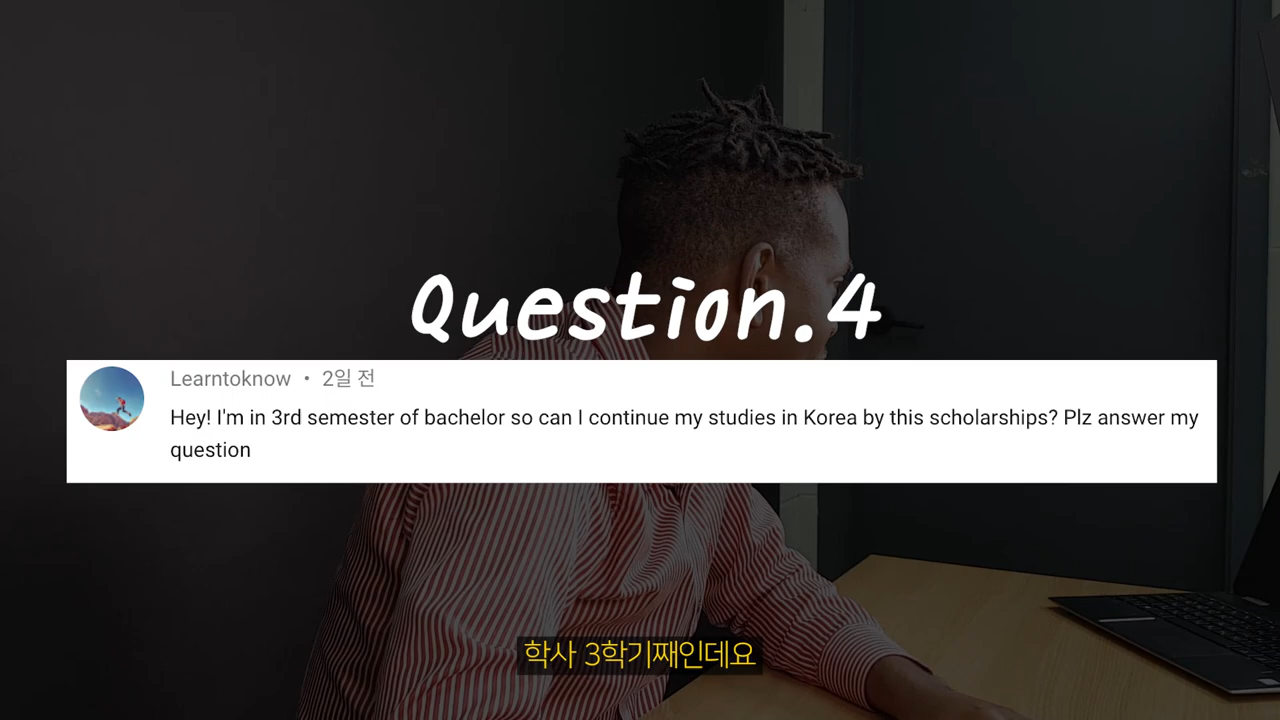 Question.4
Learntoknow • 2일 전
Hey! I'm in 3rd semester of bachelor so can I continue my studies in Korea by this scholarships? Plz answer my
question
학사 3학기째인데요